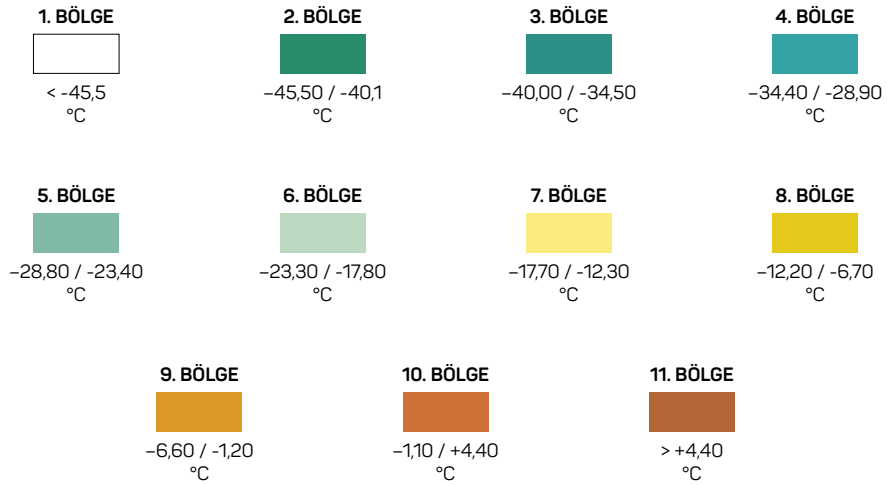 1. BÖLGE
< -45,5
°C
2. BÖLGE
–45,50 / -40,1
°C
3. BÖLGE
–40,00 / -34,50
°C
4. BÖLGE
–34,40 / -28,90
°C
5. BÖLGE
–28,80 / -23,40
°C
6. BÖLGE
–23,30 / -17,80
°C
7. BÖLGE
–17,70 / -12,30
°C
8. BÖLGE
–12,20 / -6,70
°C
9. BÖLGE
–6,60 / -1,20
°C
10. BÖLGE
–1,10 / +4,40
°C
11. BÖLGE
> +4,40
°C